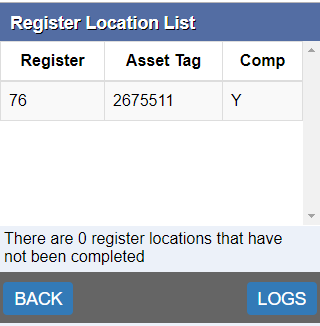 Register Location List
Register Asset Tag Comp
76 2675511 Y
There are 0 register locations that have
not been completed
BACK LOGS